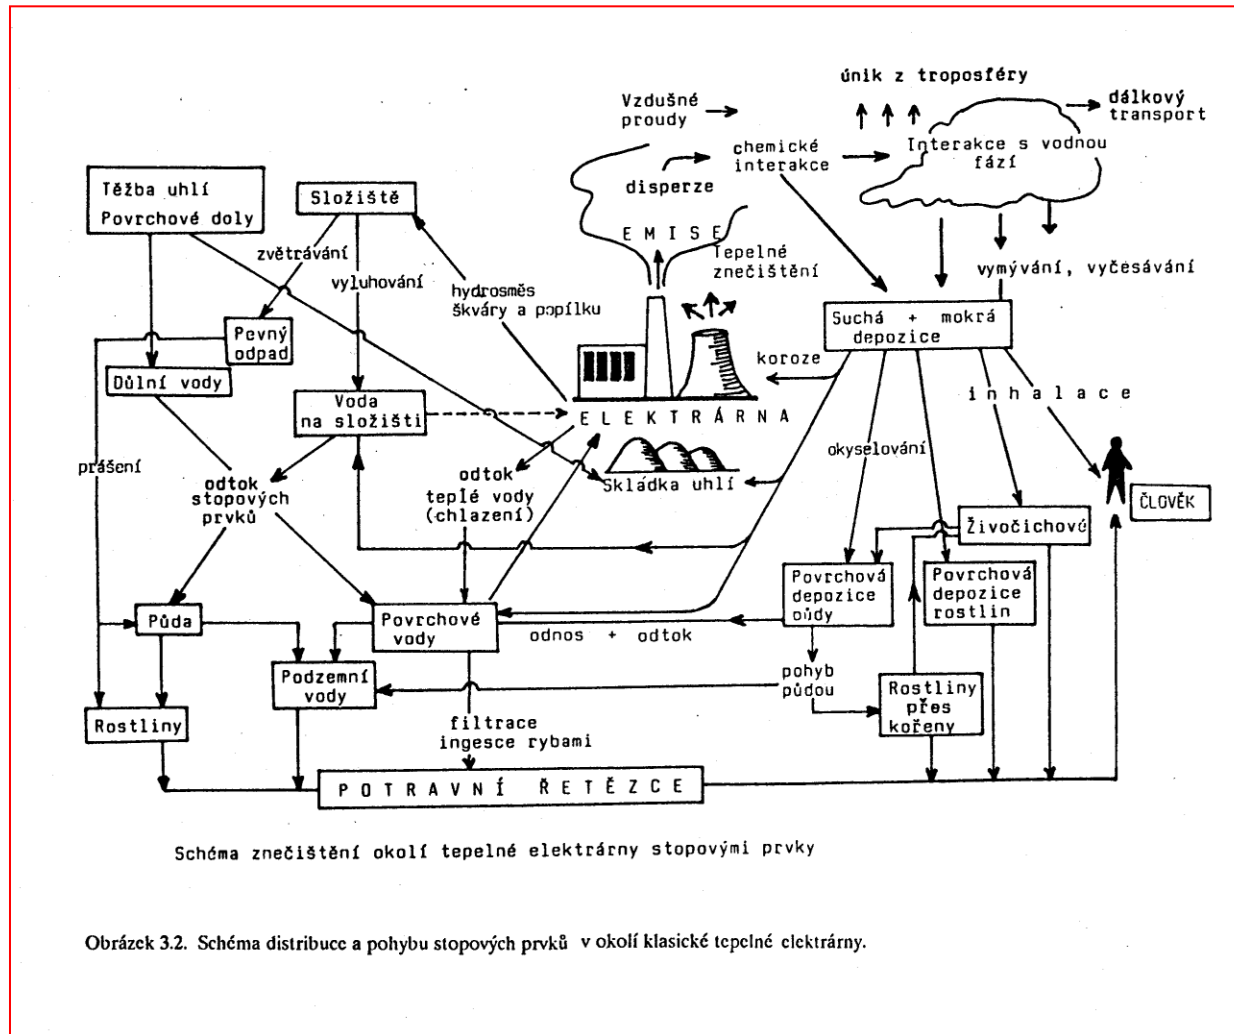 únik z troposféry
Vzdušné
proudy
dálkový
transport
chemické
interakce
Interakce s vodnou
fází
disperze
Těžba uhlí
Povrchové doly
Složiště
E M I S E
Tepelné
znečištění
zvětrávání
vyluhování
hydrosměs
škváry a popílku
vymývání, vyčesávání
Suchá + mokrá
depozice
Pevný
odpad
koroze
Důlní vody
Voda
na složišti
E L E K T R Á R N A
i n h a l a c e
prášení
odtok
stopových
prvků
odtok
teplé vody
(chlazení)
Skládka uhlí
okyselování
ČLOVĚK
Živočichové
Povrchová
depozice
půdy
Povrchová
depozice
rostlin
Půda
Povrchové
vody
odnos + odtok
Podzemní
vody
pohyb
půdou
Rostliny
přes
kořeny
Rostliny
filtrace
ingesce rybami
P O T R A V N Í   Ř E T Ě Z C E
Schéma znečištění okolí tepelné elektrárny stopovými prvky
Obrázek 3.2. Schéma distribuce a pohybu stopových prvků v okolí klasické tepelné elektrárny.